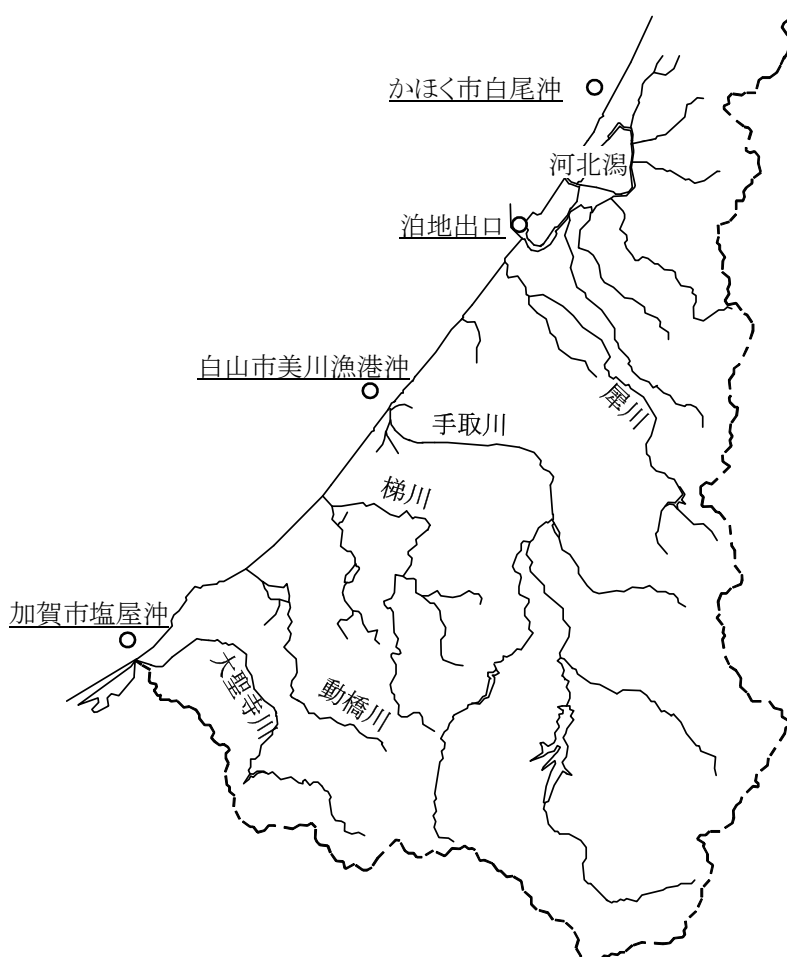 かほく市白尾沖
河北潟
泊地出口
白山市美川漁港沖
犀川
手取川
梯川
加賀市塩屋沖
大聖寺川
動橋川